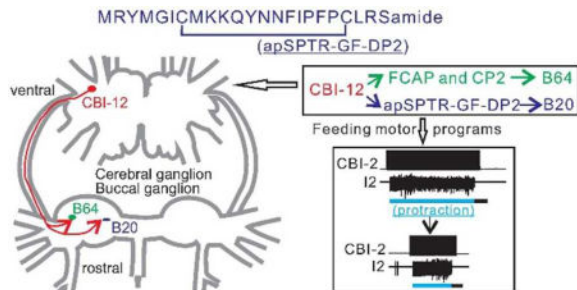 MRYMGICMKKQYNNFIPFPCLRSamide
(apSPTR-GF-DP2)
ventral
CBI-12
Cerebral ganglion
Buccal ganglion
B64
B20
rostral
CBI-12
FCAP and CP2 → B64
apSPTR-GF-DP2 → B20
Feeding motor programs
CBI-2
I2
(protraction)
CBI-2
I2